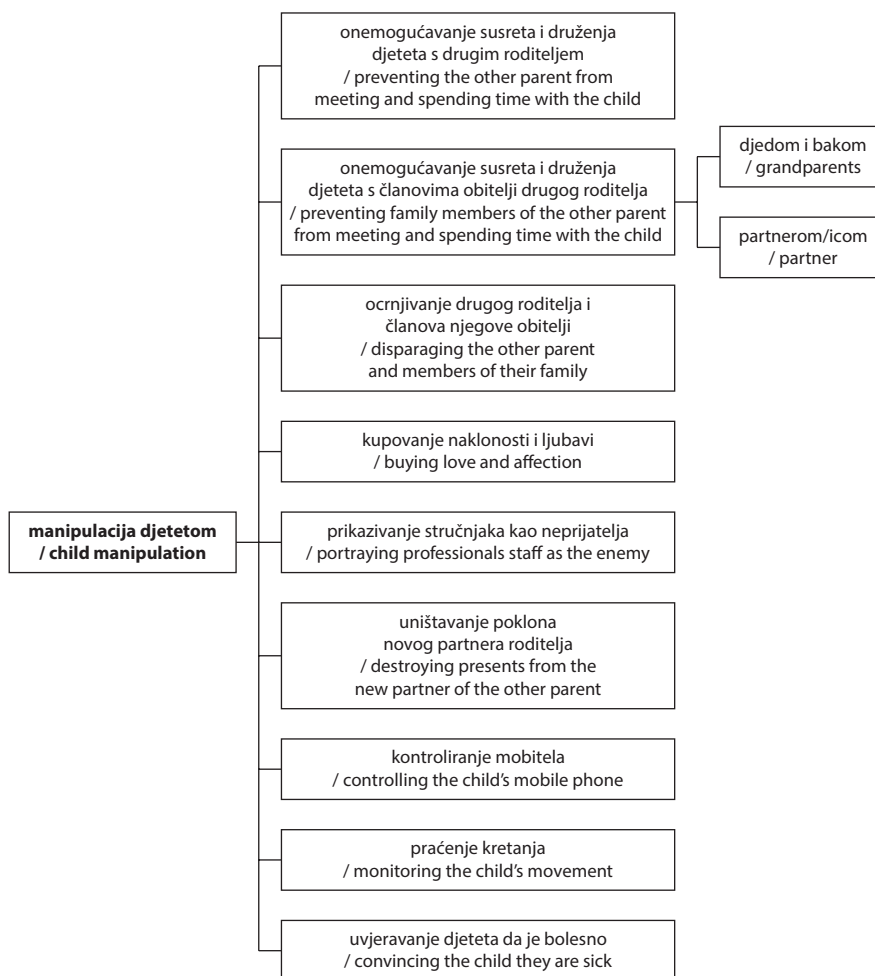 onemogućavanje susreta i druženja
djeteta s drugim roditeljem
/ preventing the other parent from
meeting and spending time with the child
onemogućavanje susreta i druženja
djeteta s članovima obitelji drugog roditelja
/ preventing family members of the other parent
from meeting and spending time with the child
djedom i bakom
/ grandparents
partnerom/icom
/ partner
ocrnjivanje drugog roditelja i
članova njegove obitelji
/ disparaging the other parent
and members of their family
kupovanje naklonosti i ljubavi
/ buying love and affection
manipulacija djetetom
/ child manipulation
prikazivanje stručnjaka kao neprijatelja
/ portraying professionals staff as the enemy
uništavanje poklona
novog partnera roditelja
/ destroying presents from the
new partner of the other parent
kontroliranje mobitela
/ controlling the child’s mobile phone
praćenje kretanja
/ monitoring the child’s movement
uvjeravanje djeteta da je bolesno
/ convincing the child they are sick